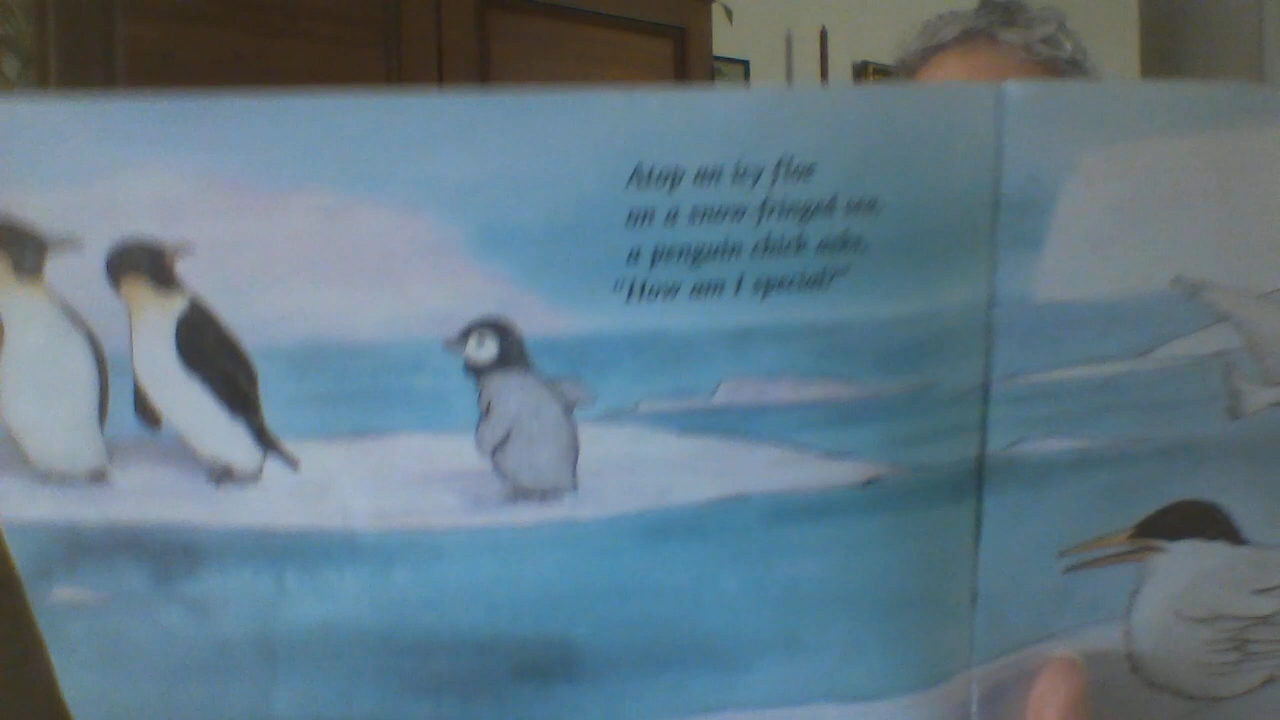 Atop an icy floe
on a snow-fringed sea,
a penguin chick asks,
"How am I special?"